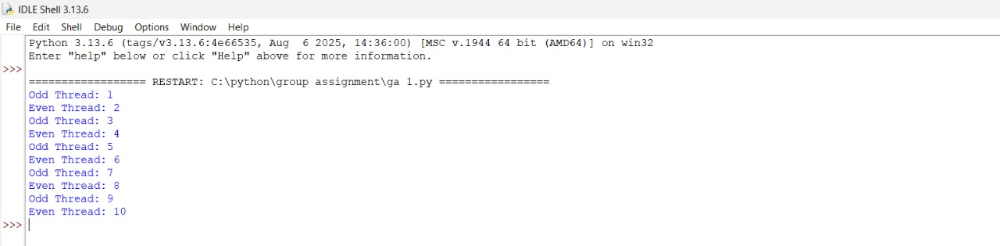 IDLE Shell 3.13.6
File Edit Shell Debug Options Window Help
Python 3.13.6 (tags/v3.13.6:4e66535, Aug  6 2025, 14:36:00) [MSC v.1944 64 bit (AMD64)] on win32
Enter "help" below or click "Help" above for more information.
>>>
================== RESTART: C:\python\group assignment\ga 1.py =================
Odd Thread: 1
Even Thread: 2
Odd Thread: 3
Even Thread: 4
Odd Thread: 5
Even Thread: 6
Odd Thread: 7
Even Thread: 8
Odd Thread: 9
Even Thread: 10
>>>